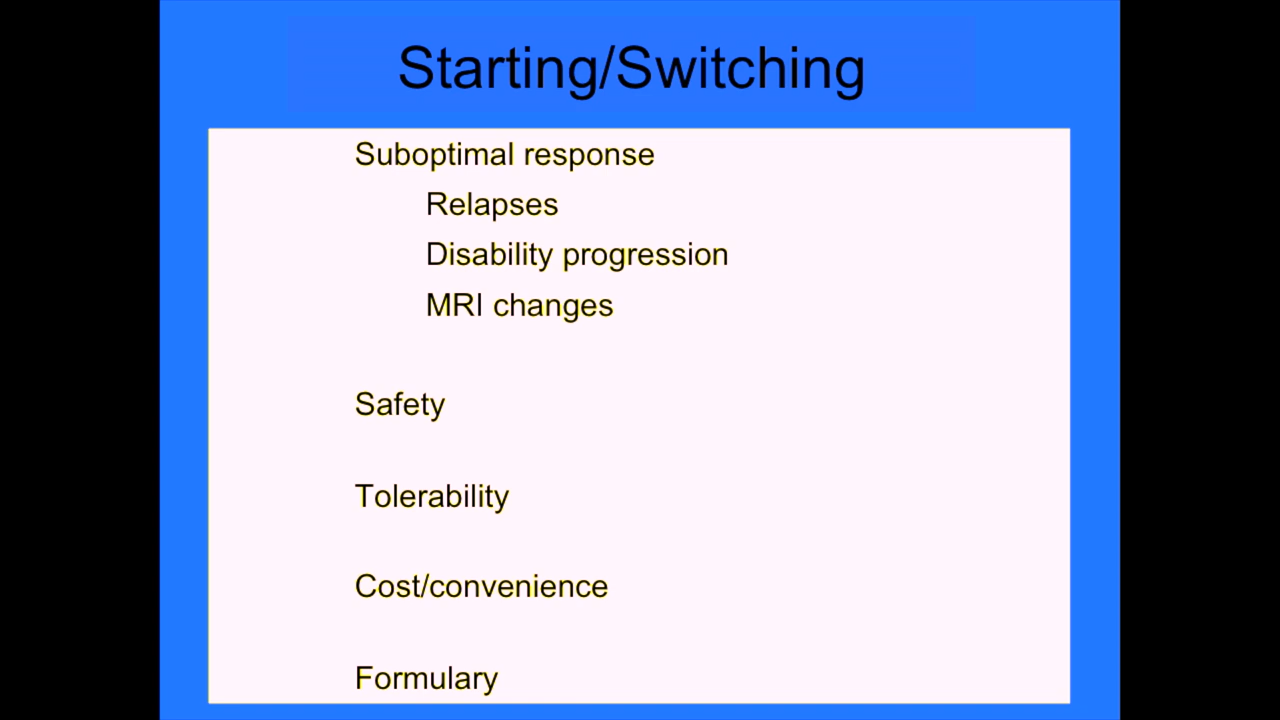 Starting/Switching
Suboptimal response
Relapses
Disability progression
MRI changes
Safety
Tolerability
Cost/convenience
Formulary